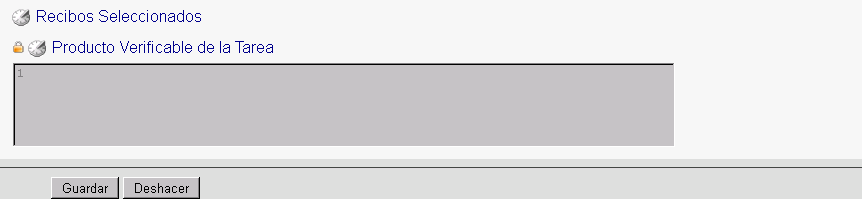 Recibos Seleccionados
Producto Verificable de la Tarea
1
Guardar Deshacer